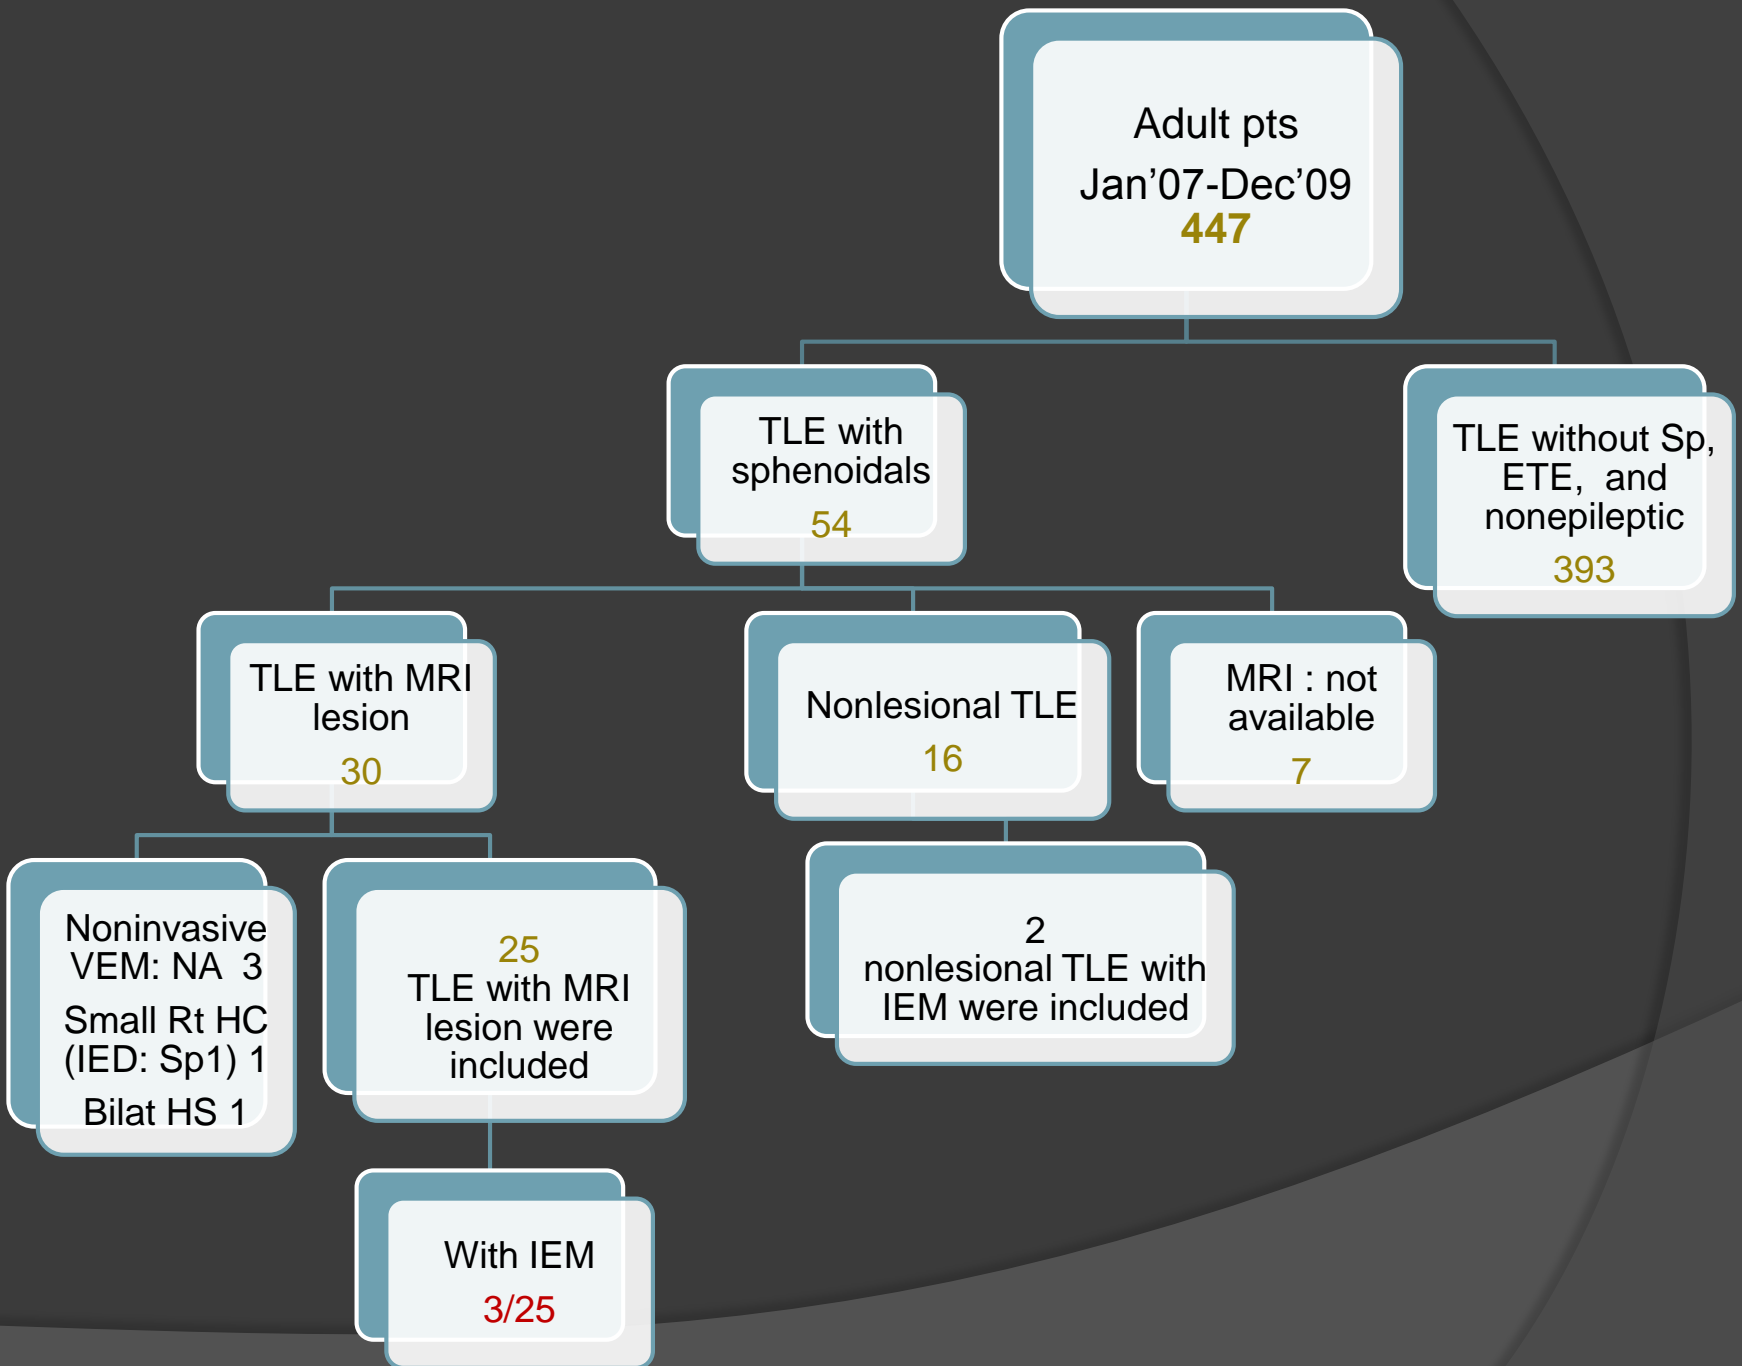 Adult pts
Jan’07-Dec’09
447
TLE with
sphenoidals
54
TLE without Sp,
ETE, and
nonepileptic
393
TLE with MRI
lesion
30
Nonlesional TLE
16
MRI : not
available
7
Noninvasive
VEM: NA 3
Small Rt HC
(IED: Sp1) 1
Bilat HS 1
25
TLE with MRI
lesion were
included
2
nonlesional TLE with
IEM were included
With IEM
3/25